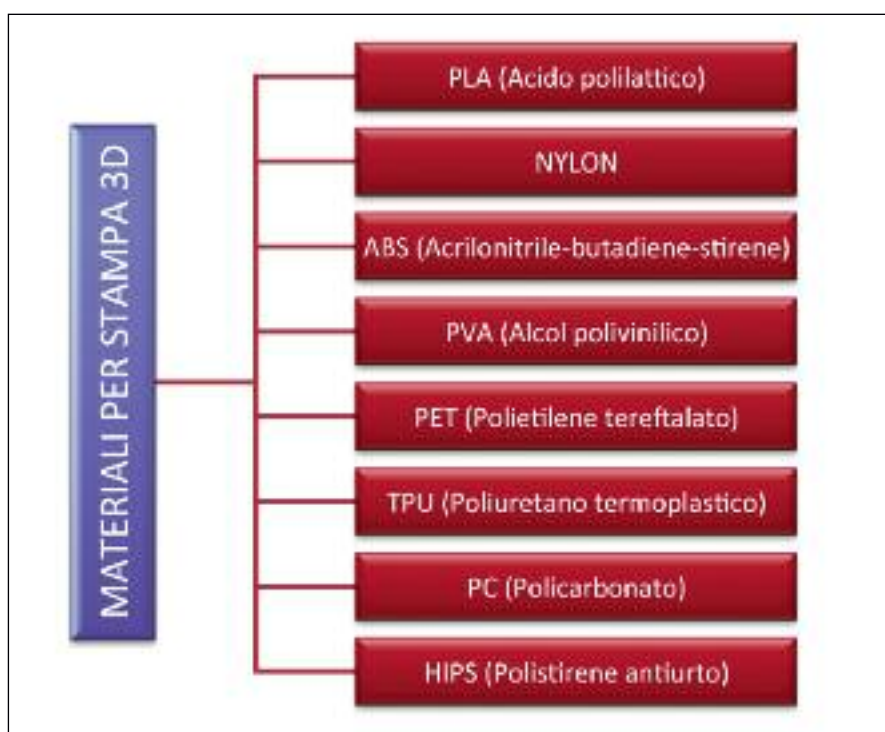 MATERIALI PER STAMPA 3D
PLA (Acido polilattico)
NYLON
ABS (Acrilonitrile-butadiene-stirene)
PVA (Alcol polivinilico)
PET (Polietilene tereftalato)
TPU (Poliuretano termoplastico)
PC (Policarbonato)
HIPS (Polistirene antiurto)